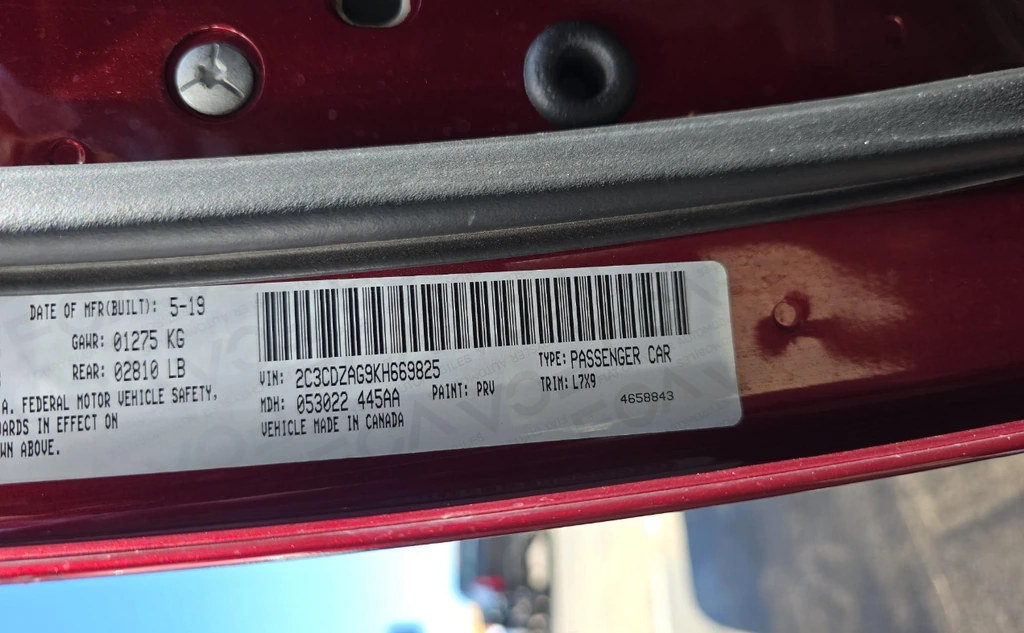 DATE OF MFR(BUILT): 5-19
GAWR: 01275 KG
REAR: 02810 LB
A. FEDERAL MOTOR VEHICLE SAFETY,
ARDS IN EFFECT ON
WN ABOVE.
VIN: 2C3CDZAG9KH669825
TYPE: PASSENGER CAR
MDH: 053022 445AA
PAINT: PRV
TRIM: L7X9
VEHICLE MADE IN CANADA
4658843